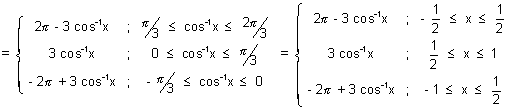 = { 2π - 3 cos⁻¹x ; π/3 ≤ cos⁻¹x ≤ 2π/3 = { 2π - 3 cos⁻¹x ; - 1/2 ≤ x ≤ 1/2
3 cos⁻¹x ; 0 ≤ cos⁻¹x ≤ π/3 3 cos⁻¹x ; 1/2 ≤ x ≤ 1
- 2π + 3 cos⁻¹x ; - π/3 ≤ cos⁻¹x ≤ 0 - 2π + 3 cos⁻¹x ; - 1 ≤ x ≤ 1/2